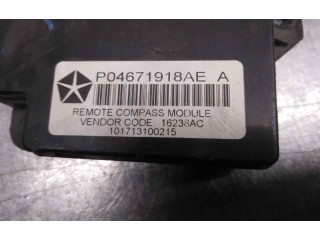 P04671918AE A
REMOTE COMPASS MODULE
VENDOR CODE: 16238AC
101713100215